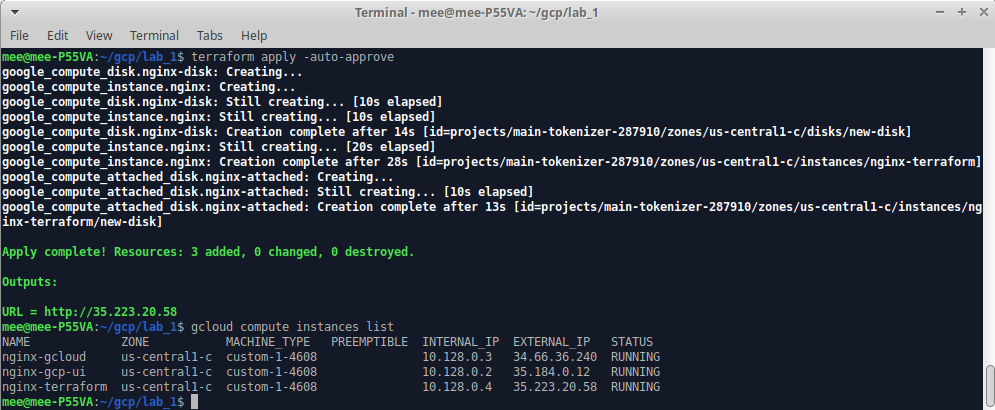 Terminal - mee@mee-P55VA: ~/gcp/lab_1
File Edit View Terminal Tabs Help
mee@mee-P55VA:~/gcp/lab_1$ terraform apply -auto-approve
google_compute_disk.nginx-disk: Creating...
google_compute_instance.nginx: Creating...
google_compute_disk.nginx-disk: Still creating... [10s elapsed]
google_compute_instance.nginx: Still creating... [10s elapsed]
google_compute_disk.nginx-disk: Creation complete after 14s [id=projects/main-tokenizer-287910/zones/us-central1-c/disks/new-disk]
google_compute_instance.nginx: Still creating... [20s elapsed]
google_compute_instance.nginx: Creation complete after 28s [id=projects/main-tokenizer-287910/zones/us-central1-c/instances/nginx-terraform]
google_compute_attached_disk.nginx-attached: Creating...
google_compute_attached_disk.nginx-attached: Still creating... [10s elapsed]
google_compute_attached_disk.nginx-attached: Creation complete after 13s [id=projects/main-tokenizer-287910/zones/us-central1-c/instances/ng
inx-terraform/new-disk]
Apply complete! Resources: 3 added, 0 changed, 0 destroyed.
Outputs:
URL = http://35.223.20.58
mee@mee-P55VA:~/gcp/lab_1$ gcloud compute instances list
NAME ZONE MACHINE_TYPE PREEMPTIBLE INTERNAL_IP EXTERNAL_IP STATUS
nginx-gcloud us-central1-c custom-1-4608 10.128.0.3 34.66.36.240 RUNNING
nginx-gcp-ui us-central1-c custom-1-4608 10.128.0.2 35.184.0.12 RUNNING
nginx-terraform us-central1-c custom-1-4608 10.128.0.4 35.223.20.58 RUNNING
mee@mee-P55VA:~/gcp/lab_1$